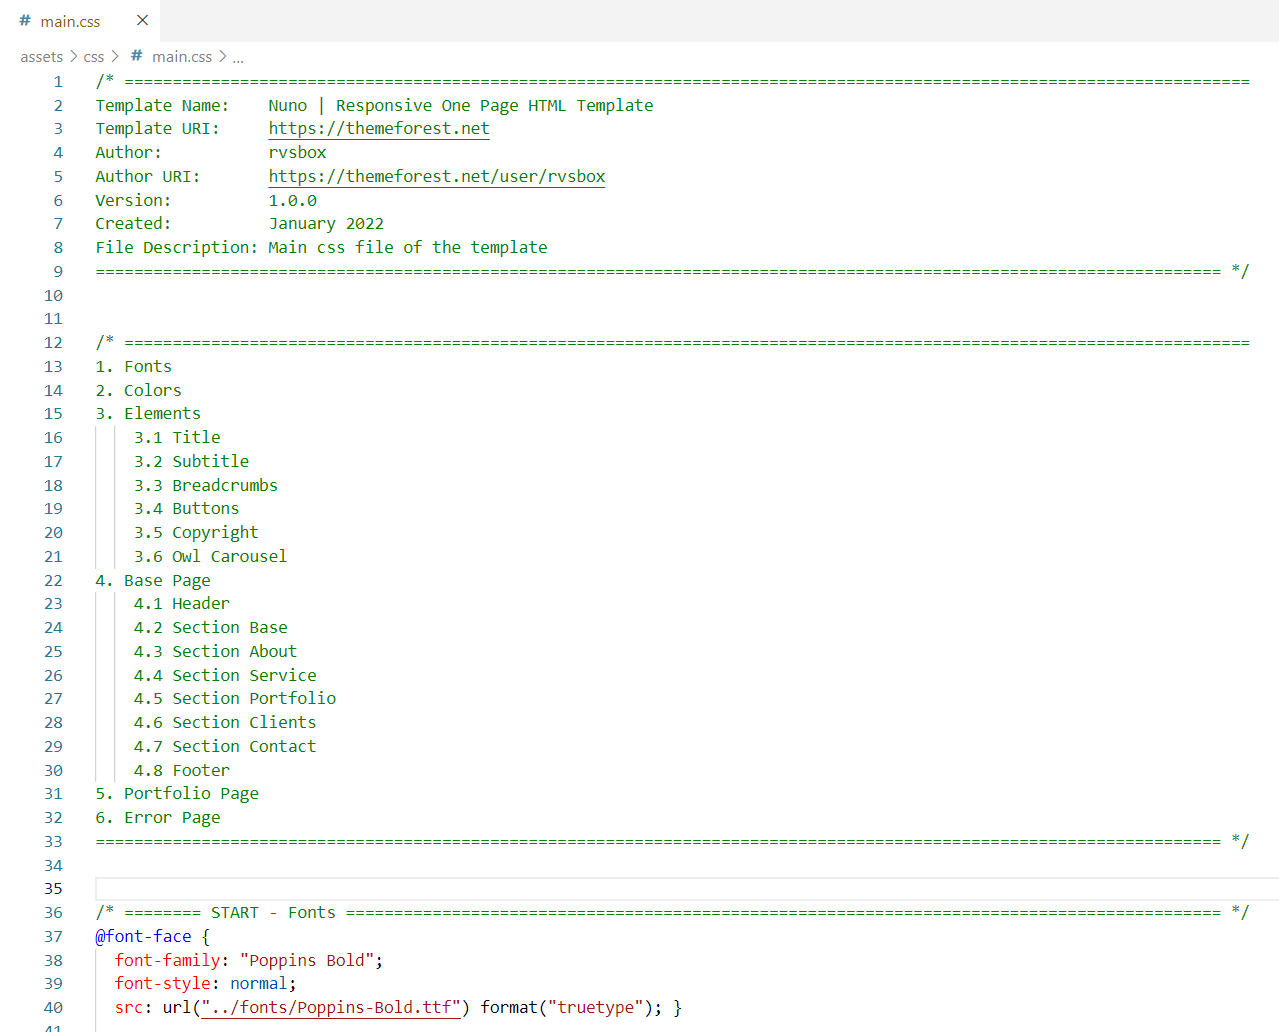 # main.css ×
assets > css > # main.css > ...
1 /* =====================================================================================================================
2 Template Name:    Nuno | Responsive One Page HTML Template
3 Template URI:     https://themeforest.net
4 Author:           rvsbox
5 Author URI:       https://themeforest.net/user/rvsbox
6 Version:          1.0.0
7 Created:          January 2022
8 File Description: Main css file of the template
9 ===================================================================================================================== */
10
11
12 /* =====================================================================================================================
13 1. Fonts
14 2. Colors
15 3. Elements
16     3.1 Title
17     3.2 Subtitle
18     3.3 Breadcrumbs
19     3.4 Buttons
20     3.5 Copyright
21     3.6 Owl Carousel
22 4. Base Page
23     4.1 Header
24     4.2 Section Base
25     4.3 Section About
26     4.4 Section Service
27     4.5 Section Portfolio
28     4.6 Section Clients
29     4.7 Section Contact
30     4.8 Footer
31 5. Portfolio Page
32 6. Error Page
33 ===================================================================================================================== */
34
35
36 /* ======== START - Fonts =========================================================================================== */
37 @font-face {
38   font-family: "Poppins Bold";
39   font-style: normal;
40   src: url("../fonts/Poppins-Bold.ttf") format("truetype"); }
41